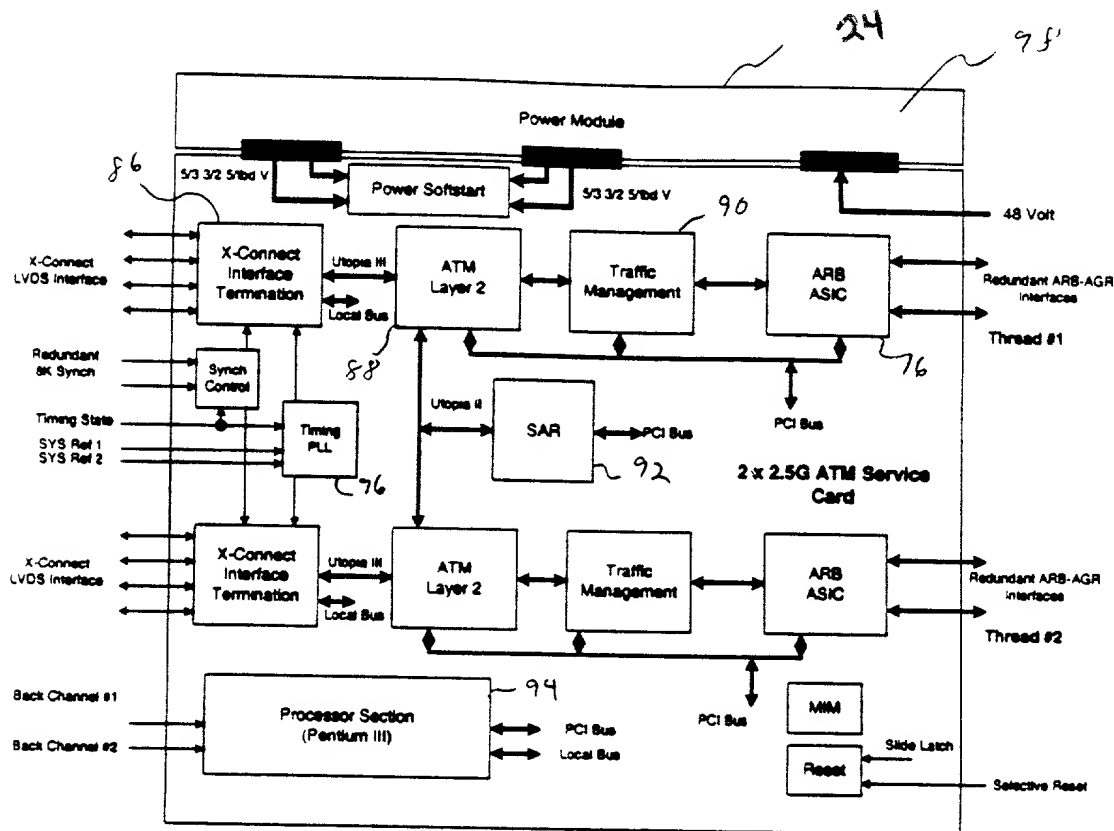 24
98
Power Module
86
5/3 3/2 5/tbd V
Power Softstart
5/3 3/2 5/tbd V
90
48 Volt
X-Connect
LVDS Interface
X-Connect
Interface
Termination
Utopia III
Local Bus
ATM
Layer 2
Traffic
Management
ARB
ASIC
Redundant ARB-AGR
Interfaces
Thread #1
88
76
Redundant
8K Synch
Synch
Control
PCI Bus
Timing State
SYS Ref 1
SYS Ref 2
Timing
PLL
96
Utopia II
SAR
PCI Bus
92
2 x 2.5G ATM Service
Card
X-Connect
LVDS Interface
X-Connect
Interface
Termination
Utopia III
Local Bus
ATM
Layer 2
Traffic
Management
ARB
ASIC
Redundant ARB-AGR
Interfaces
Thread #2
Back Channel #1
Back Channel #2
Processor Section
(Pentium III)
94
PCI Bus
Local Bus
PCI Bus
MIM
Reset
Slide Latch
Selective Reset